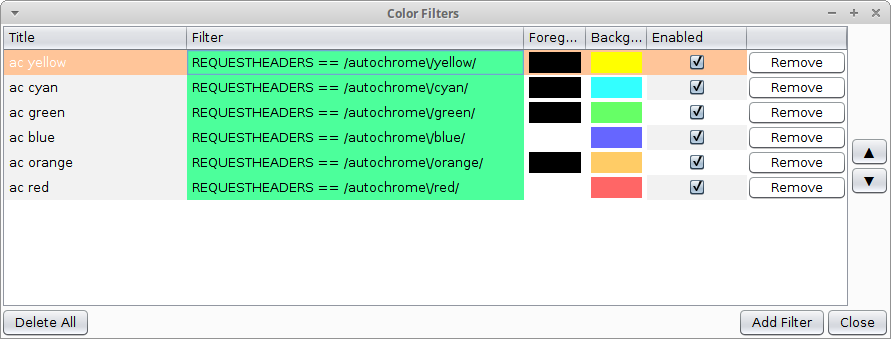 Color Filters
Title Filter Foreg... Backg... Enabled
ac yellow REQUESTHEADERS == /autochrome\/yellow/ Remove
ac cyan REQUESTHEADERS == /autochrome\/cyan/ Remove
ac green REQUESTHEADERS == /autochrome\/green/ Remove
ac blue REQUESTHEADERS == /autochrome\/blue/ Remove
ac orange REQUESTHEADERS == /autochrome\/orange/ Remove
ac red REQUESTHEADERS == /autochrome\/red/ Remove
Delete All Add Filter Close